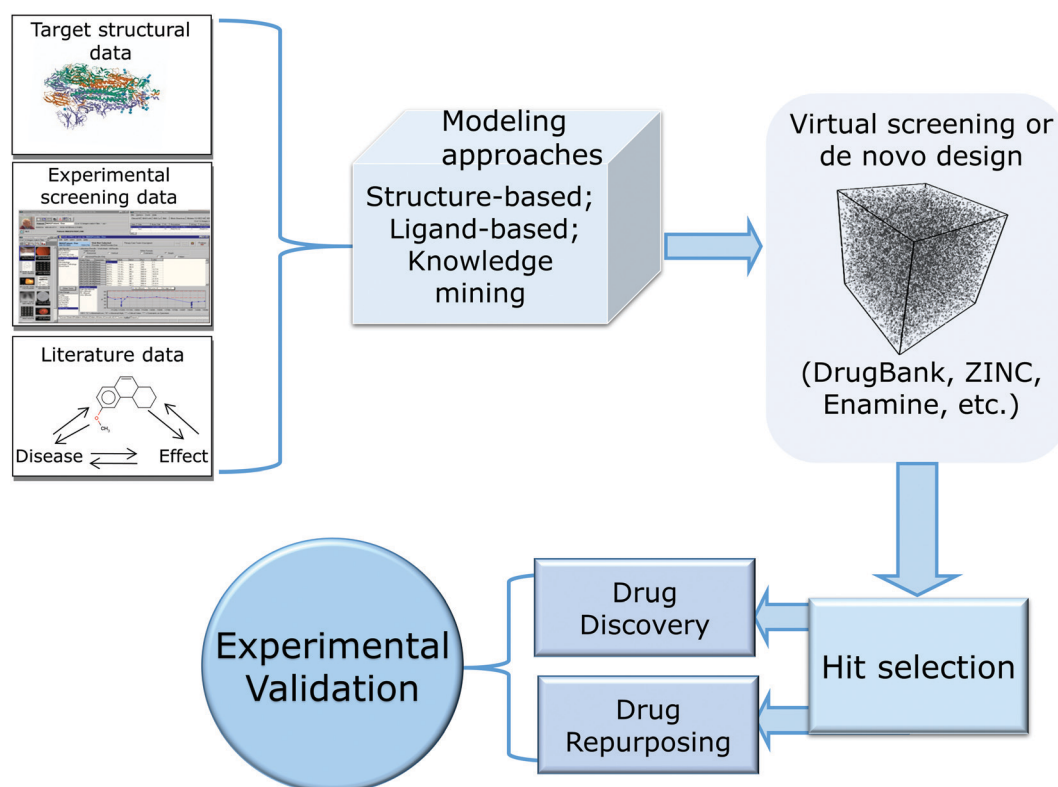 Target structural
data
Experimental
screening data
Literature data
CH₃
Disease
Effect
Modeling
approaches
Structure-based;
Ligand-based;
Knowledge
mining
Virtual screening or
de novo design
(DrugBank, ZINC,
Enamine, etc.)
Hit selection
Drug
Discovery
Drug
Repurposing
Experimental
Validation